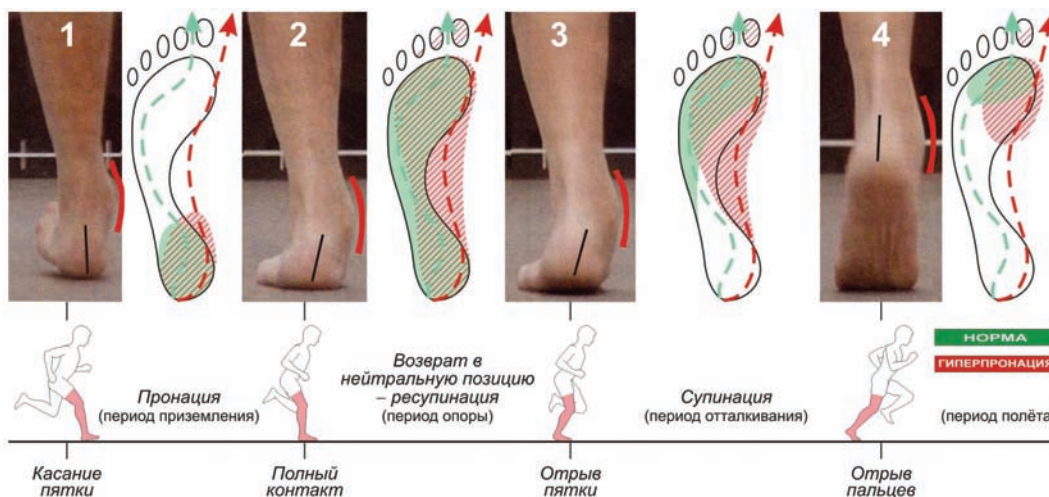 1
2
3
4
НОРМА
ГИПЕРПРОНАЦИЯ
Пронация
(период приземления)
Возврат в
нейтральную позицию
– ресупинация
(период опоры)
Супинация
(период отталкивания)
(период полёта
Касание
пятки
Полный
контакт
Отрыв
пятки
Отрыв
пальцев